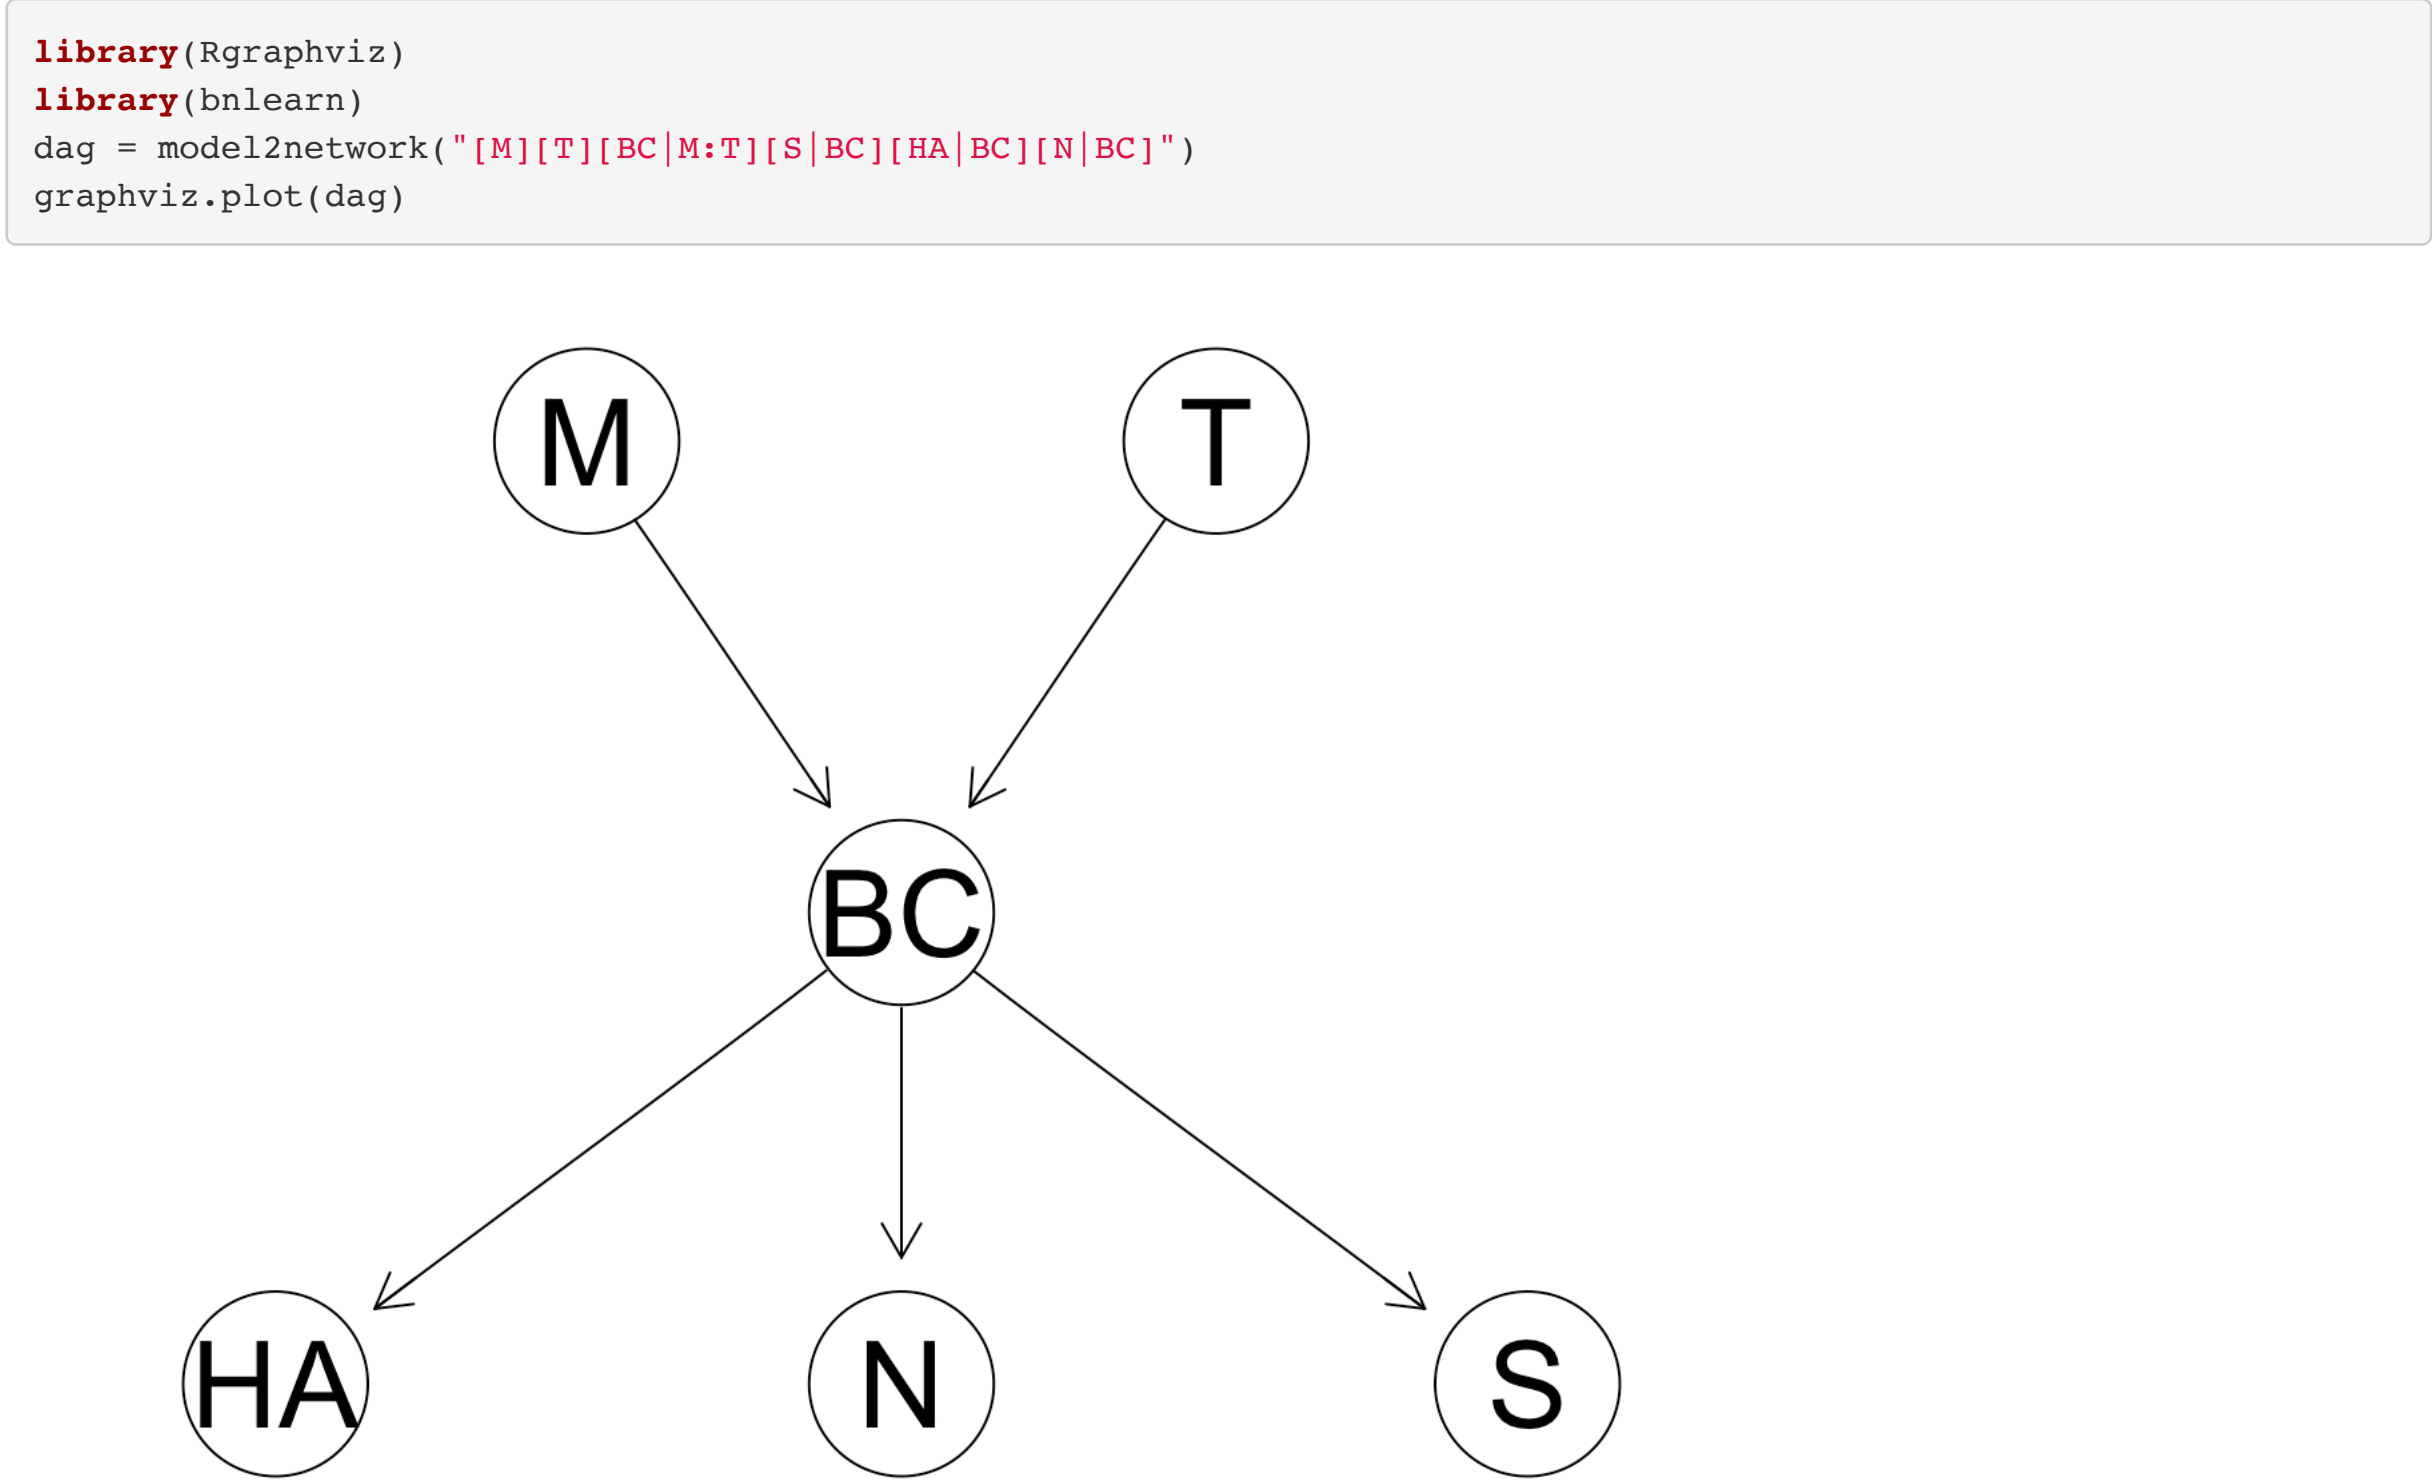 library(Rgraphviz)
library(bnlearn)
dag = model2network("[M][T][BC|M:T][S|BC][HA|BC][N|BC]")
graphviz.plot(dag)
M T
BC
HA N S